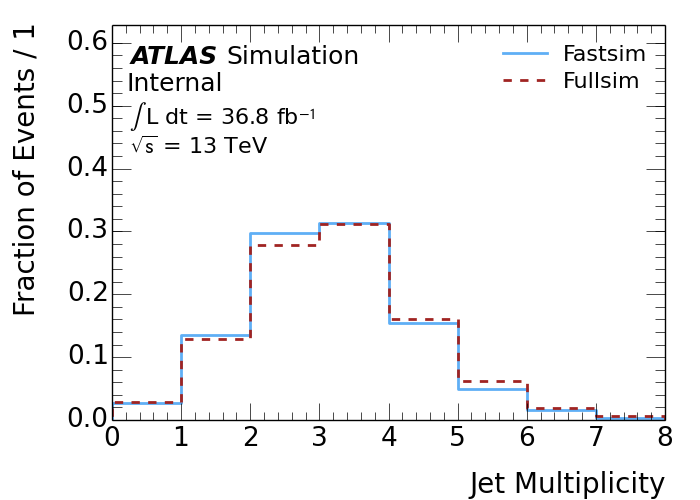 Fraction of Events / 1
0.6
0.5
0.4
0.3
0.2
0.1
0.0
ATLAS Simulation
Internal
∫L dt = 36.8 fb⁻¹
√s = 13 TeV
Fastsim
Fullsim
0 1 2 3 4 5 6 7 8
Jet Multiplicity